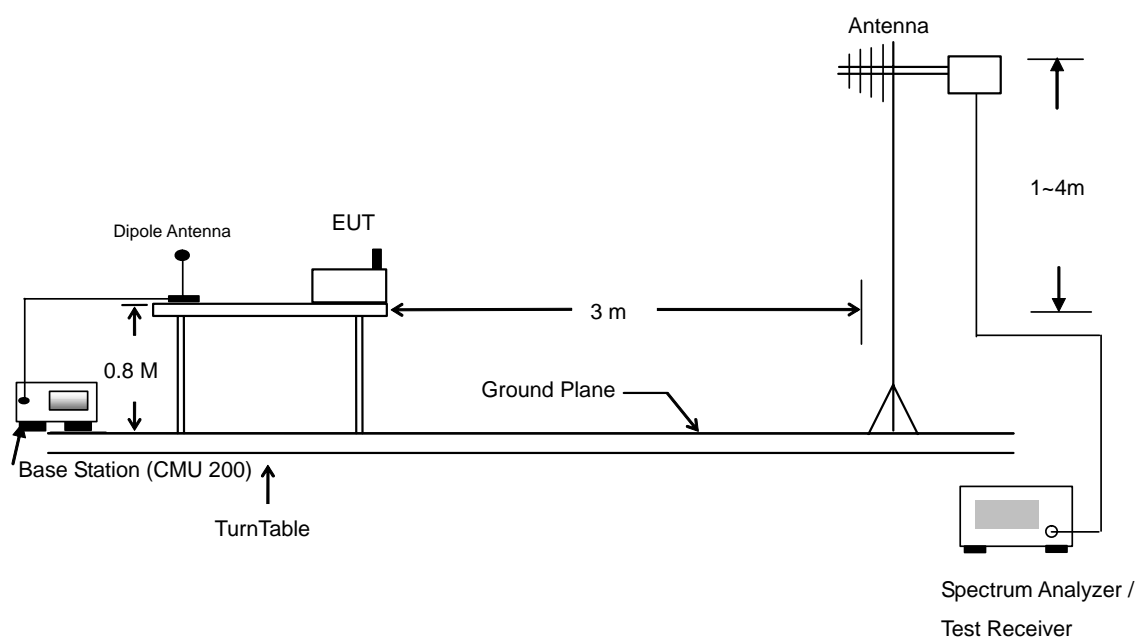 Antenna
1~4m
EUT
Dipole Antenna
3 m
0.8 M
Ground Plane
Base Station (CMU 200)
TurnTable
Spectrum Analyzer /
Test Receiver